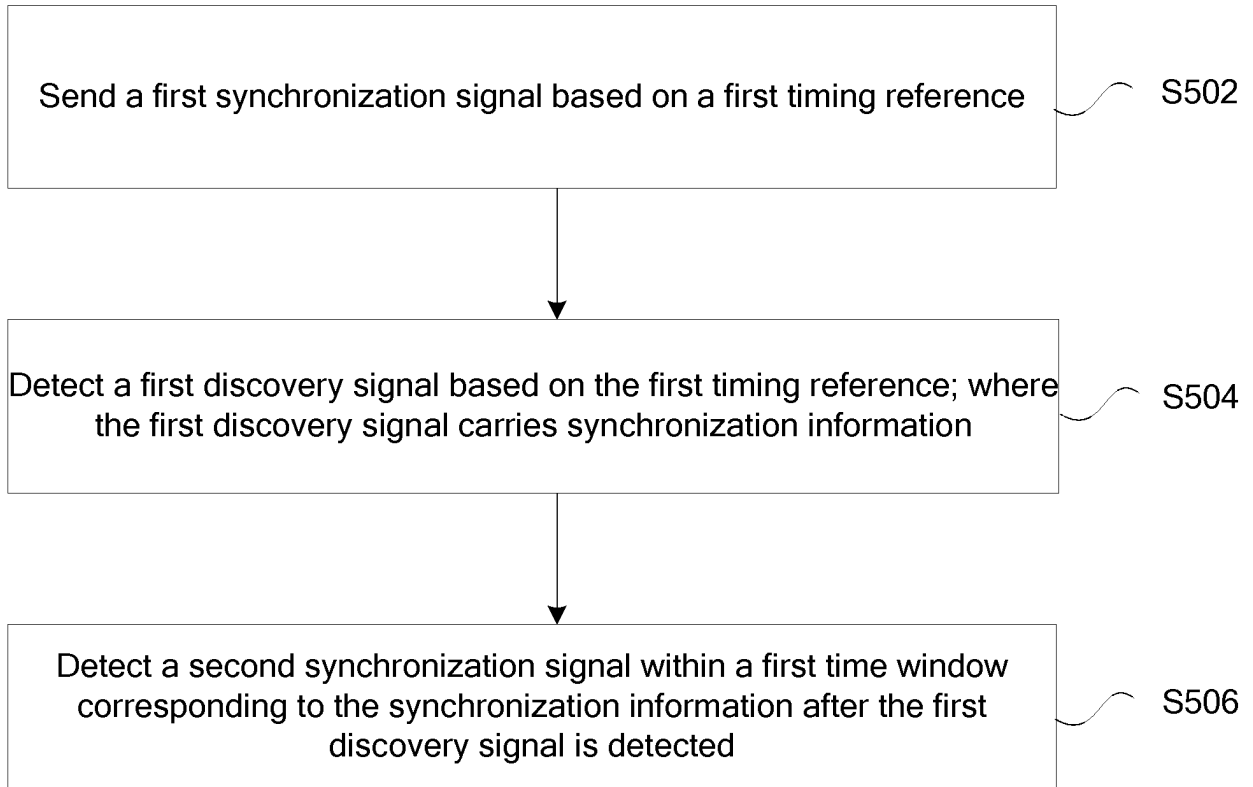 Send a first synchronization signal based on a first timing reference
S502
Detect a first discovery signal based on the first timing reference; where
the first discovery signal carries synchronization information
S504
Detect a second synchronization signal within a first time window
corresponding to the synchronization information after the first
discovery signal is detected
S506